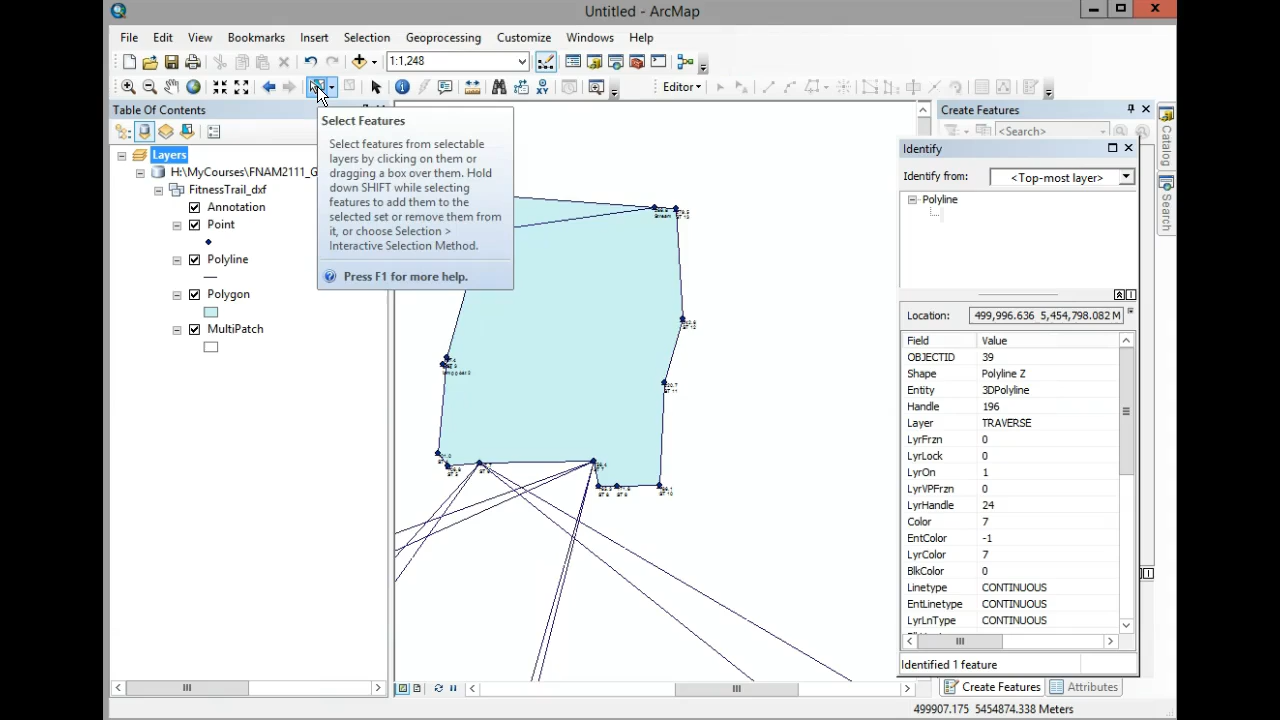 Untitled - ArcMap
File Edit View Bookmarks Insert Selection Geoprocessing Customize Windows Help
1:1,248
Editor
Table Of Contents
Create Features
<Search>
Layers
H:\MyCourses\FNAM2111_G
FitnessTrail_dxf
Annotation
Point
Polyline
Polygon
MultiPatch
Select Features
Select features from selectable
layers by clicking on them or
dragging a box over them. Hold
down SHIFT while selecting
features to add them to the
selected set or remove them from
it, or choose Selection >
Interactive Selection Method.
Press F1 for more help.
Identify
Identify from: <Top-most layer>
Polyline
Location: 499,996.636 5,454,798.082 M
Field Value
OBJECTID 39
Shape Polyline Z
Entity 3DPolyline
Handle 196
Layer TRAVERSE
LyrFrzn 0
LyrLock 0
LyrOn 1
LyrVPFrzn 0
LyrHandle 24
Color 7
EntColor -1
LyrColor 7
BlkColor 0
Linetype CONTINUOUS
EntLinetype CONTINUOUS
LyrLnType CONTINUOUS
Identified 1 feature
Create Features Attributes
Catalog
Search
499907.175 5454874.338 Meters